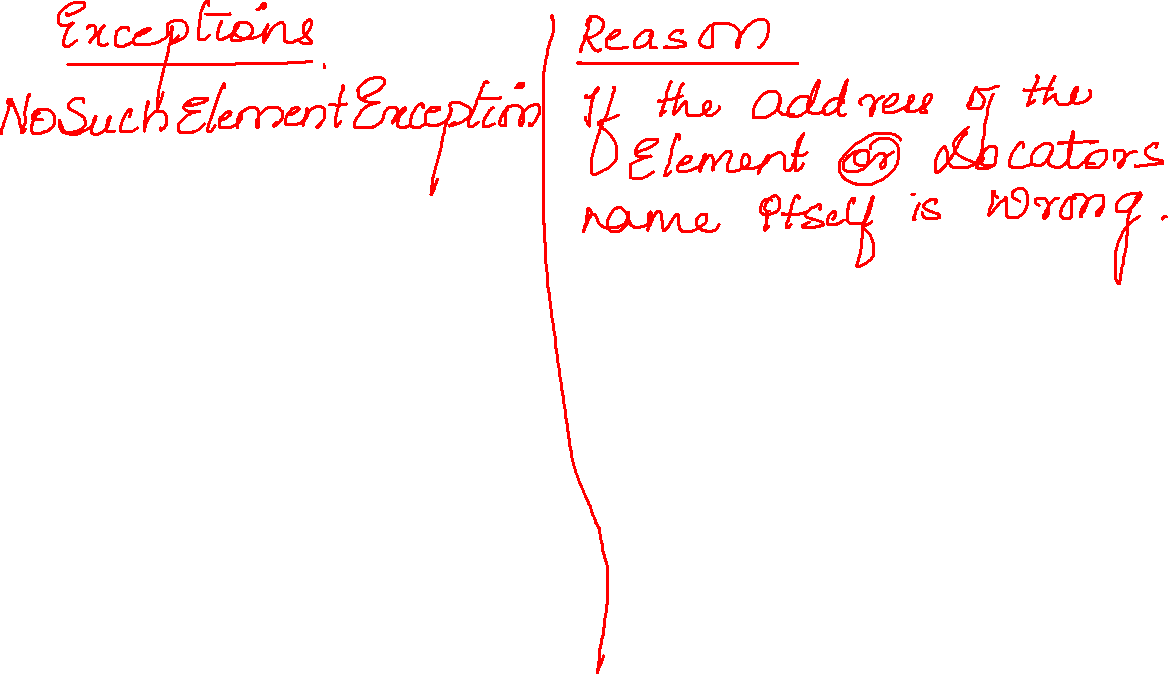 Exceptions.
Reason
NoSuchElementException
If the address of the
Element or Locators
name itself is wrong.